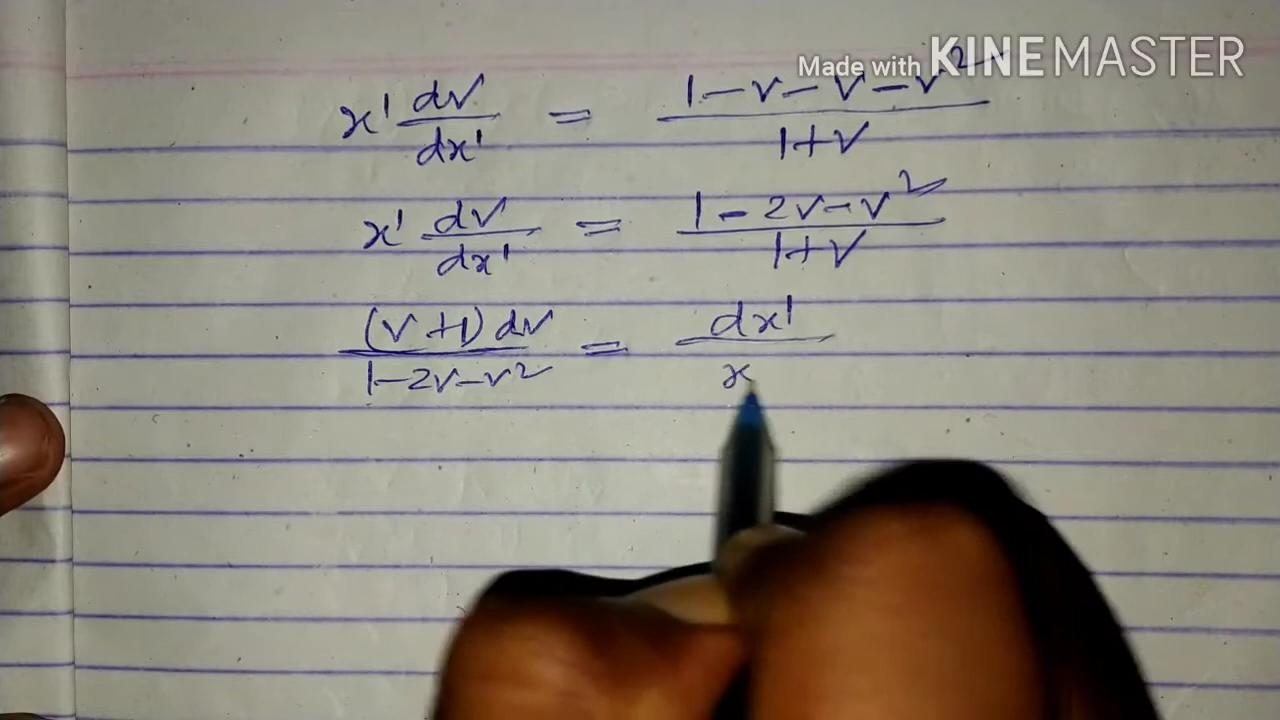 Made with KINEMASTER
x' dv/dx' = 1-v-v-v²/1+v
x' dv/dx' = 1-2v-v²/1+v
(v+1)dv/1-2v-v² = dx'/x